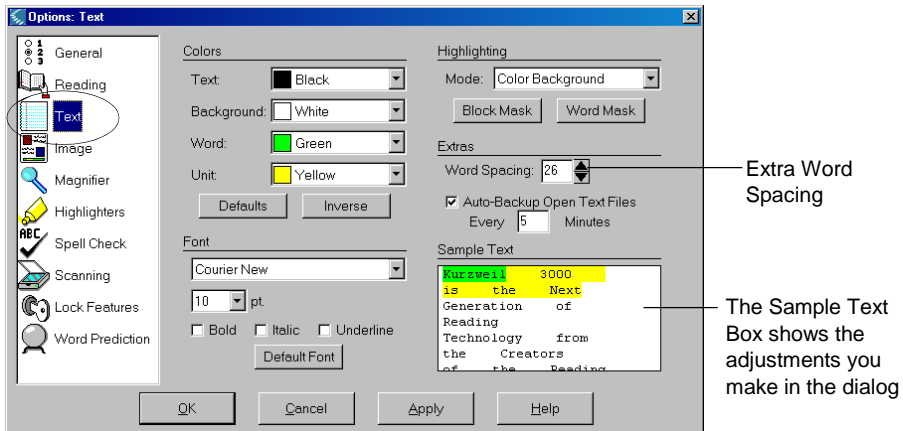 Options: Text
General
Reading
Text
Image
Magnifier
Highlighters
ABC
Spell Check
Scanning
Lock Features
Word Prediction
Colors
Text: Black
Background: White
Word: Green
Unit: Yellow
Defaults Inverse
Font
Courier New
10 pt.
Bold Italic Underline
Default Font
Highlighting
Mode: Color Background
Block Mask Word Mask
Extras
Word Spacing: 26
Auto-Backup Open Text Files
Every 5 Minutes
Sample Text
Kurzweil 3000
is the Next
Generation of
Reading
Technology from
the Creators
of the Reading
OK Cancel Apply Help
Extra Word
Spacing
The Sample Text
Box shows the
adjustments you
make in the dialog